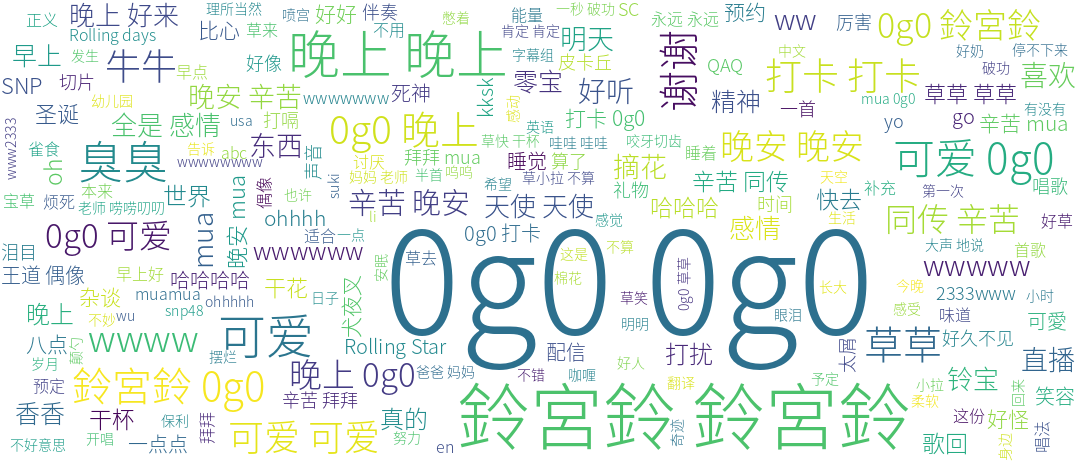 理所当然
喷宫
憋着
一秒 破功 SC
正义
晚上 好来
好好
伴奏
能量
永远 永远
预约
ww
厉害
0g0 鈴宮鈴
Rolling days
比心
草来
晚上 晚上
不用
肯定 肯定
明天
谢谢
中文
好奶
停不下来
早上
发生
牛牛
好像
字幕组
皮卡丘
QAQ
打卡 打卡
破功
喜欢
SNP
切片
早点
晚安 辛苦
wwwwwww
死神
kksk
零宝
好听
精神
mua 0g0
草草 草草
有没有
幼儿园
圣诞
全是 感情
打嗝
0g0 晚上
草快 干杯
英语
打卡 0g0
一首
yo
go
辛苦 mua
www2333
usa
告诉
abc
东西
声音
哇哇 哇哇
咬牙切齿
晚安 晚安
可爱 0g0
雀食
oh
臭臭
wwwwwwww
讨厌
拜拜 mua
睡觉
算了
摘花
睡着
宝草
烦死
本来
世界
偶像
妈妈 老师
半首
呜呜
希望
草小拉 不算
礼物
辛苦 同传
天空
补充
第一次
唱歌
老师 唠唠叨叨
mua
晚安 mua
也许
suki
辛苦 晚安
天使 天使
哈哈哈
时间
快去
同传 辛苦
好草
ohhhh
适合一点
0g0 打卡
感觉
感情
生活
泪目
0g0 可爱
wwwwww
0g0 0g0
草去
这是
不算
大声 地说
首歌
王道 偶像
早上好
哈哈哈哈
安眠
棉花
0g0 草草
长大
wwwww
杂谈
muamua
ohhhhh
干花
犬夜叉
草笑
今晚
2333www
小时
晚上
不妙
wu
snp48
日子
明明
眼泪
感受
味道
可愛
八点
wwww
可爱
Rolling Star
配信
打扰
太屑
草草
好久不见
直播
岁月
颠勺
摆烂
晚上 0g0
爸爸 妈妈
不错
咖喱
好人
翻译
予定
小拉
铃宝
笑容
预定
鈴宮鈴 0g0
辛苦 拜拜
鈴宮鈴 鈴宮鈴
柔软
回来
香香
干杯
保利
拜拜
真的
奇迹
这份
好怪
不好意思
开唱
一点点
可爱 可爱
努力
en
歌回
身边
唱法